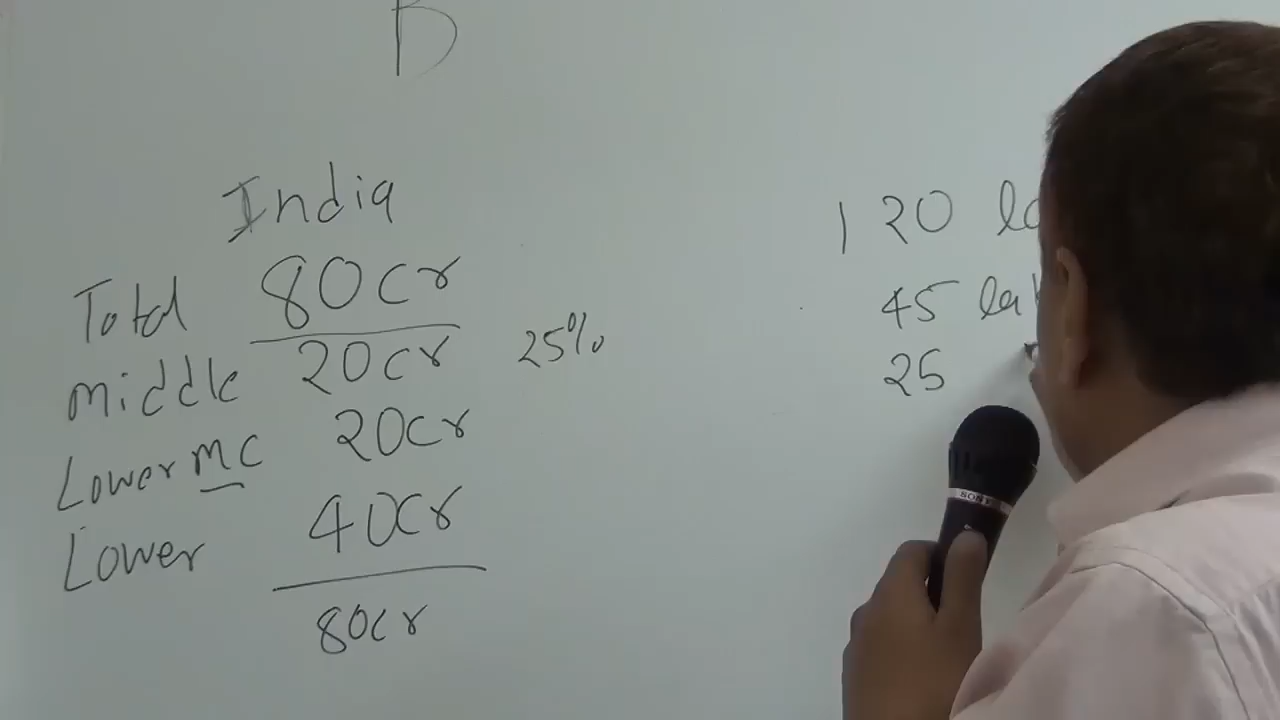 B
India
Total 80cr
middle 20cr 25%
Lower MC 20cr
Lower 40cr
80cr
120
45
25
SONY